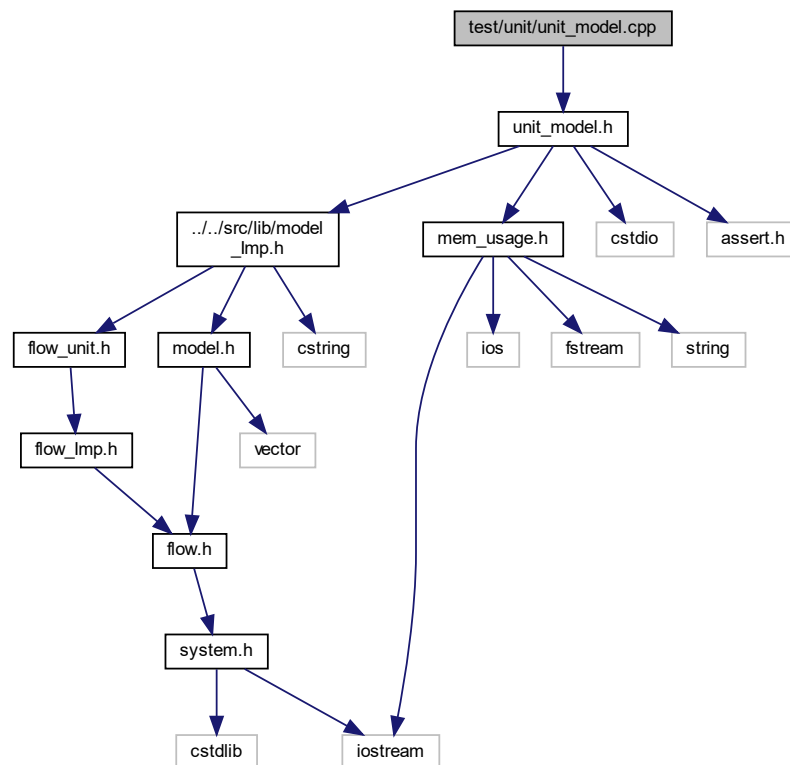 test/unit/unit_model.cpp
unit_model.h
../../src/lib/model
_Imp.h
mem_usage.h
cstdio
assert.h
flow_unit.h
model.h
cstring
ios
fstream
string
flow_Imp.h
vector
flow.h
system.h
cstdlib
iostream